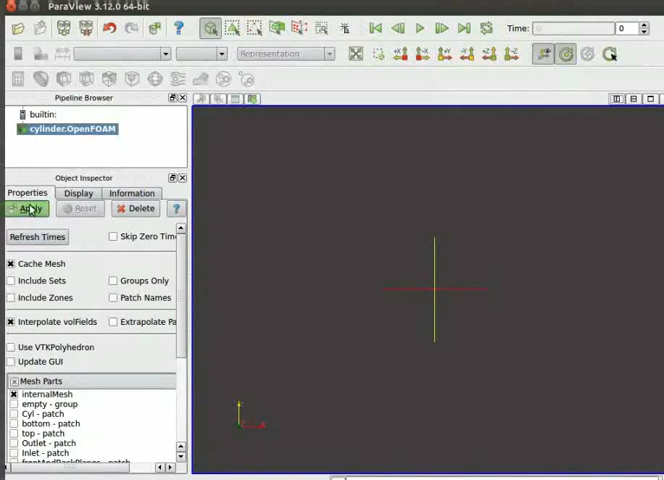 ParaView 3.12.0 64-bit
Time:
0
Representation
Pipeline Browser
builtin:
cylinder.OpenFOAM
Object Inspector
Properties
Display
Information
Apply
Reset
Delete
?
Refresh Times
Skip Zero Time
Cache Mesh
Include Sets
Groups Only
Include Zones
Patch Names
Interpolate volFields
Extrapolate Pa
Use VTKPolyhedron
Update GUI
Mesh Parts
internalMesh
empty - group
Cyl - patch
bottom - patch
top - patch
Outlet - patch
Inlet - patch
frontAndBackPlanes - patch